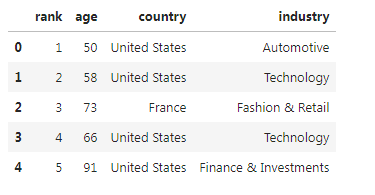 rank age country industry
0 1 50 United States Automotive
1 2 58 United States Technology
2 3 73 France Fashion & Retail
3 4 66 United States Technology
4 5 91 United States Finance & Investments